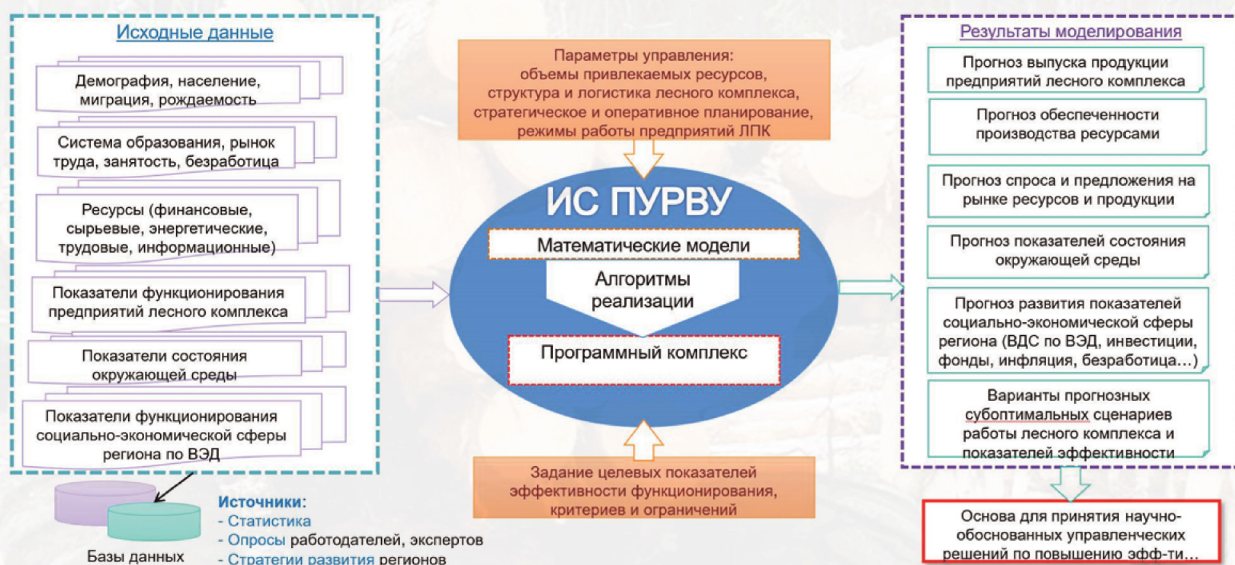 Исходные данные
Демография, население,
миграция, рождаемость
Система образования, рынок
труда, занятость, безработица
Ресурсы (финансовые,
сырьевые, энергетические,
трудовые, информационные)
Показатели функционирования
предприятий лесного комплекса
Показатели состояния
окружающей среды
Показатели функционирования
социально-экономической сферы
региона по ВЭД
Базы данных
Источники:
- Статистика
- Опросы работодателей, экспертов
- Стратегии развития регионов
Параметры управления:
объемы привлекаемых ресурсов,
структура и логистика лесного комплекса,
стратегическое и оперативное планирование,
режимы работы предприятий ЛПК
ИС ПУРВУ
Математические модели
Алгоритмы
реализации
Программный комплекс
Задание целевых показателей
эффективности функционирования,
критериев и ограничений
Результаты моделирования
Прогноз выпуска продукции
предприятий лесного комплекса
Прогноз обеспеченности
производства ресурсами
Прогноз спроса и предложения на
рынке ресурсов и продукции
Прогноз показателей состояния
окружающей среды
Прогноз развития показателей
социально-экономической сферы
региона (ВДС по ВЭД, инвестиции,
фонды, инфляция, безработица…)
Варианты прогнозных
субоптимальных сценариев
работы лесного комплекса и
показателей эффективности
Основа для принятия научно-
обоснованных управленческих
решений по повышению эфф-ти…